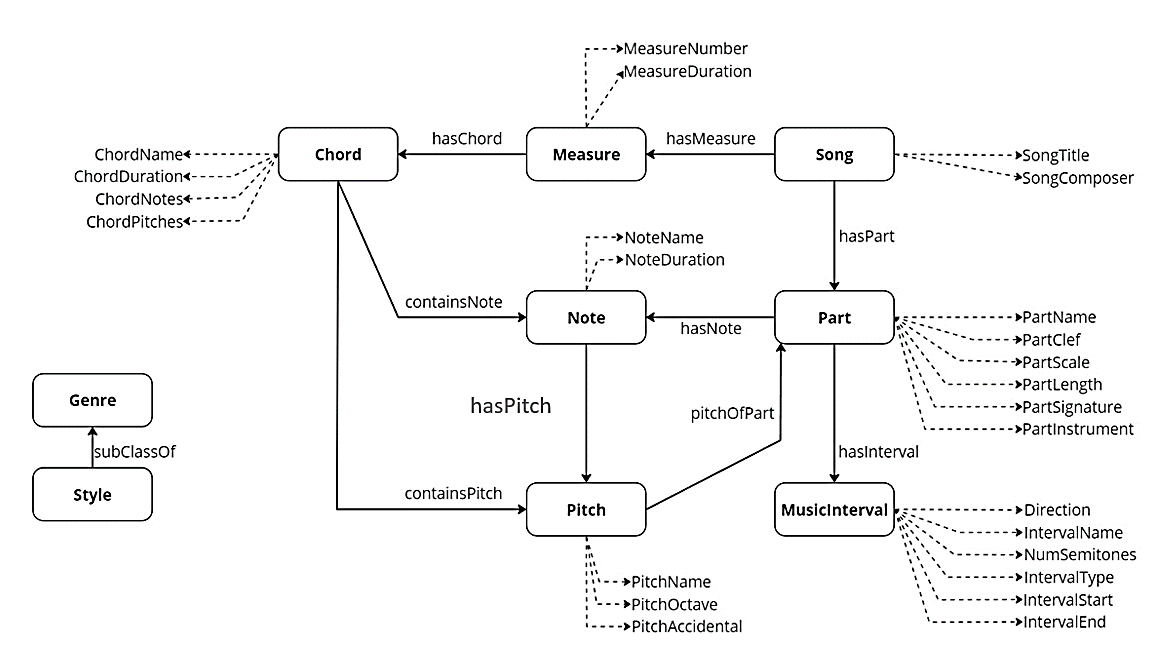 MeasureNumber
MeasureDuration
hasChord
hasMeasure
Chord
Measure
Song
ChordName
ChordDuration
ChordNotes
ChordPitches
SongTitle
SongComposer
hasPart
NoteName
NoteDuration
containsNote
Note
hasNote
Part
PartName
PartClef
PartScale
PartLength
PartSignature
PartInstrument
Genre
subClassOf
Style
hasPitch
pitchOfPart
hasInterval
containsPitch
Pitch
MusicInterval
Direction
IntervalName
NumSemitones
IntervalType
IntervalStart
IntervalEnd
PitchName
PitchOctave
PitchAccidental